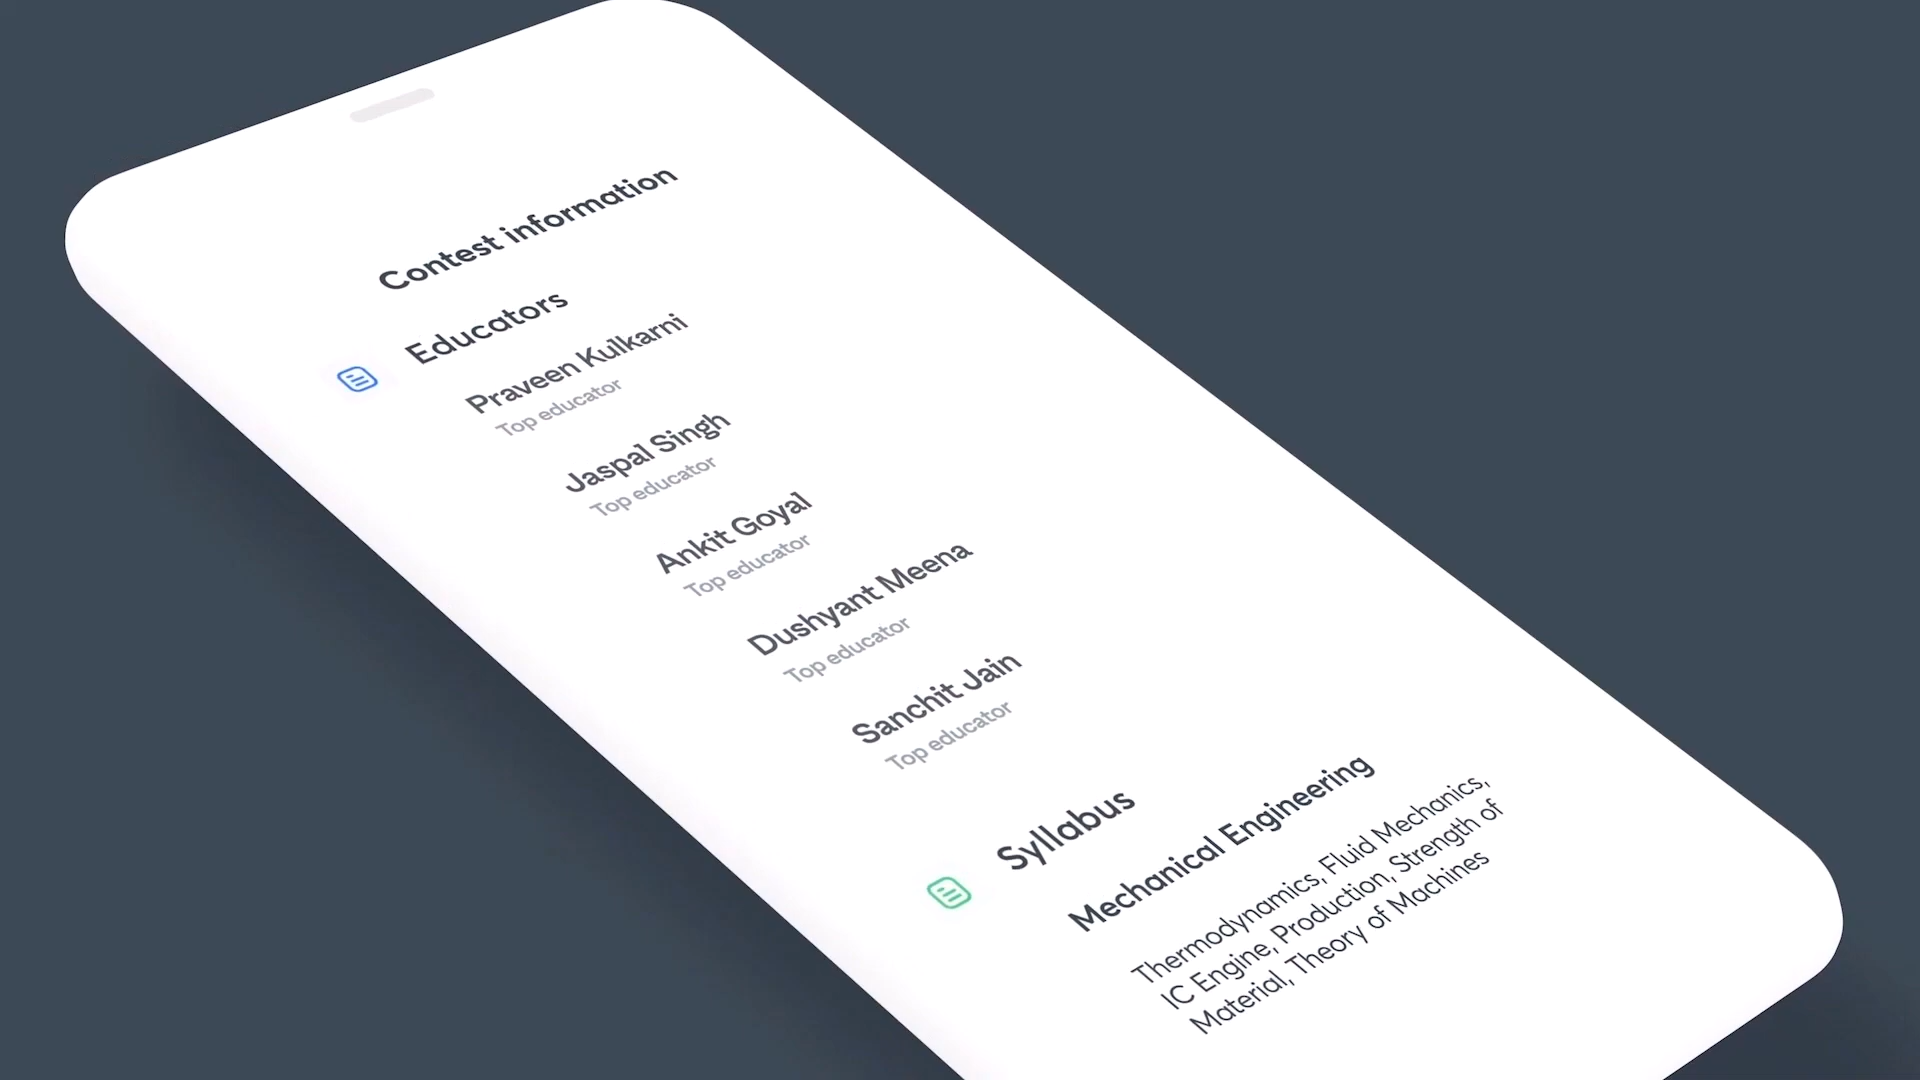 Contest information
Educators
Praveen Kulkarni
Top educator
Jaspal Singh
Top educator
Ankit Goyal
Top educator
Dushyant Meena
Top educator
Sanchit Jain
Top educator
Syllabus
Mechanical Engineering
Thermodynamics, Fluid Mechanics,
IC Engine, Production, Strength of
Material, Theory of Machines